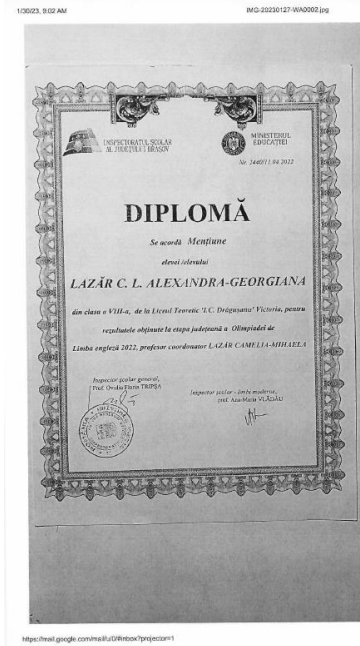 1/30/23, 9:02 AM
IMG-20230127-WA0002.jpg
INSPECTORATUL ȘCOLAR
AL JUDEȚULUI BRAȘOV
MINISTERUL
EDUCAȚIEI
Nr. 2440/11.04.2022
DIPLOMĂ
Se acordă Mențiune
elevei /elevului
LAZĂR C. L. ALEXANDRA-GEORGIANA
din clasa a VIII-a, de la Liceul Teoretic 'I.C. Drăgușanu' Victoria, pentru
rezultatele obținute la etapa județeană a Olimpiadei de
Limba engleză 2022, profesor coordonator LAZĂR CAMELIA-MIHAELA
Inspector școlar general,
Prof. Ovidiu Florin TRIPȘA
Inspector școlar - limbi moderne,
prof. Ana-Maria
https://mail.google.com/mail/u/0/#inbox?projector=1